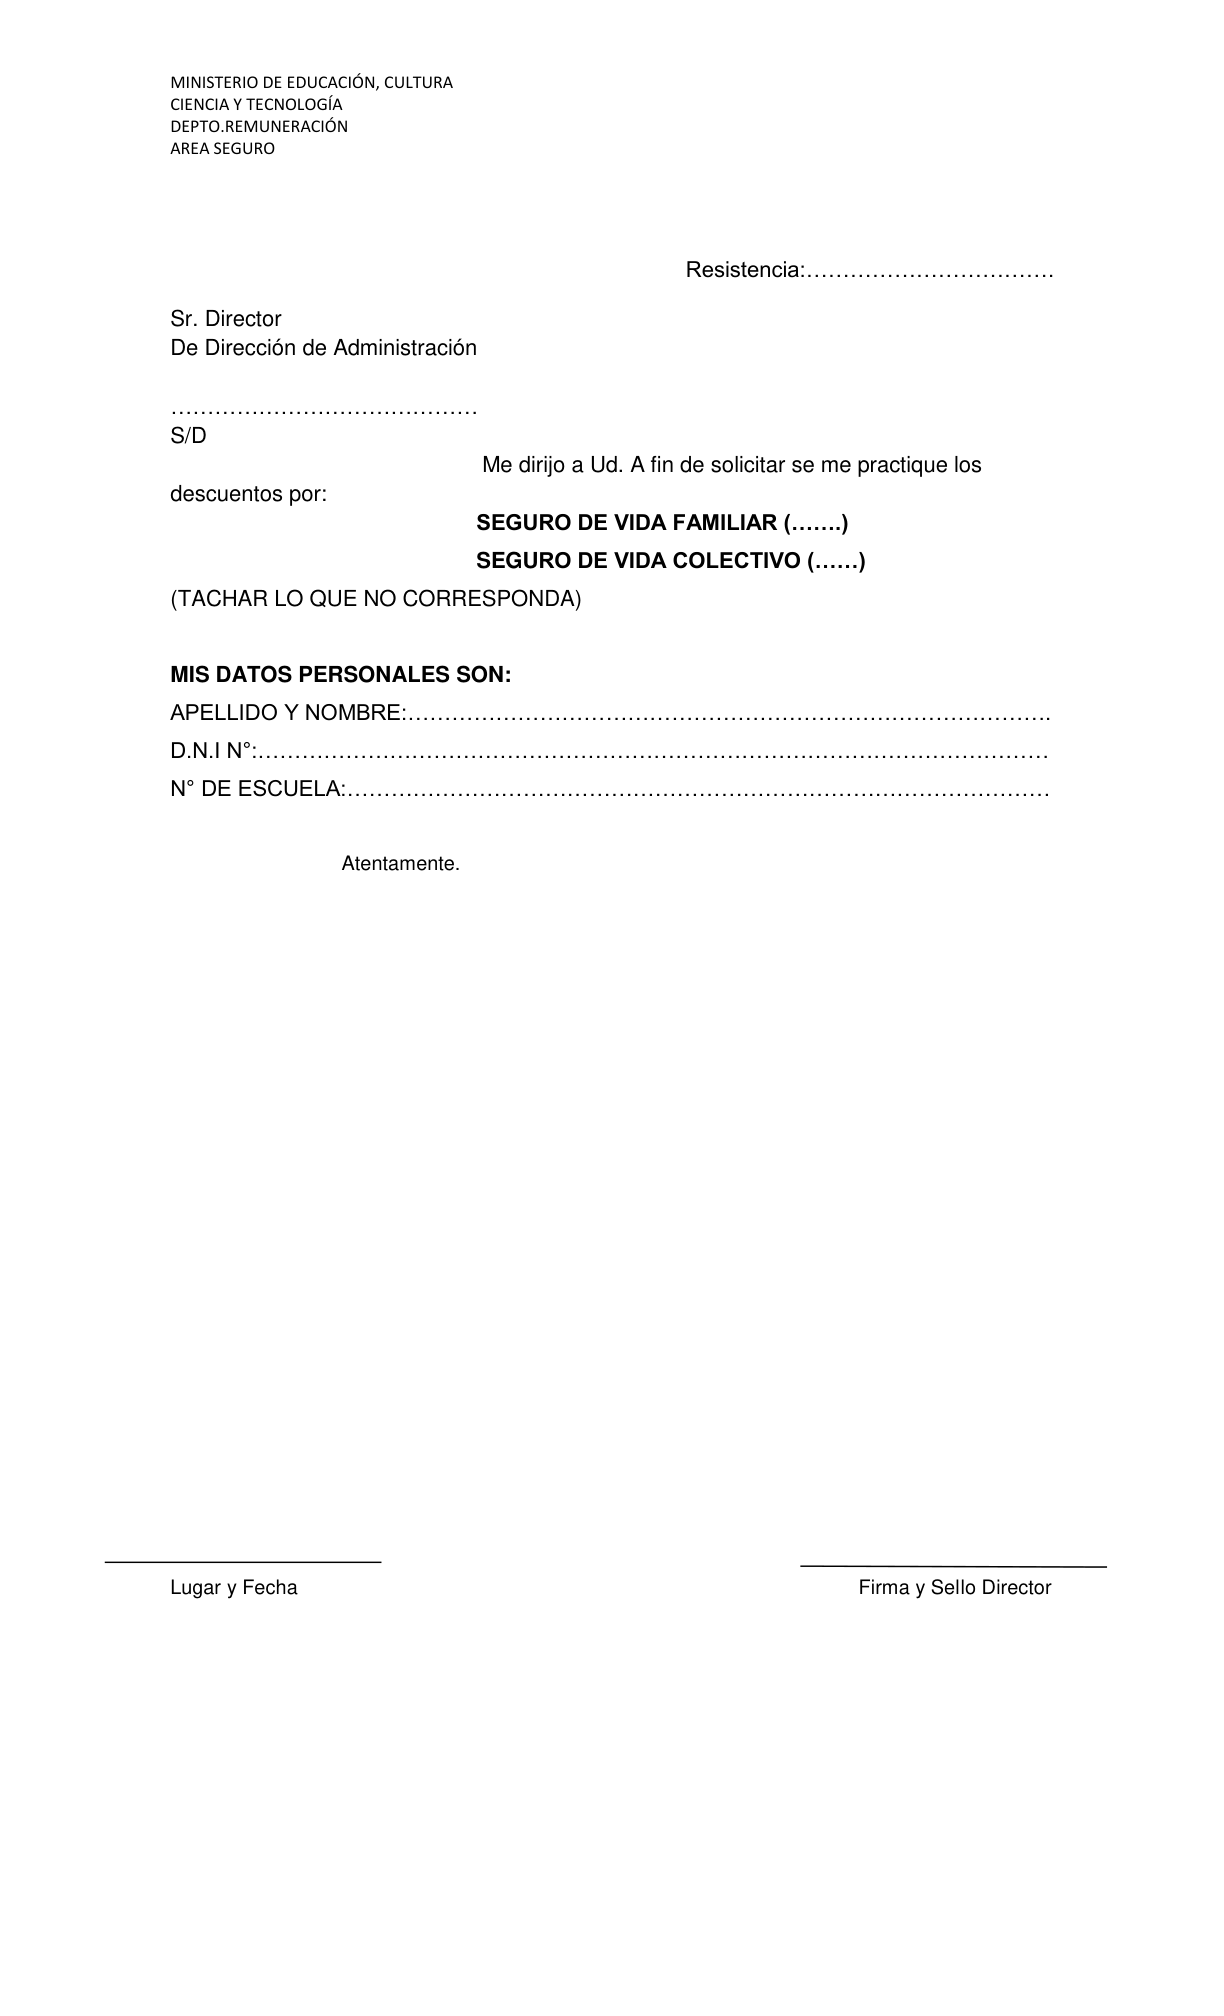 MINISTERIO DE EDUCACIÓN, CULTURA
CIENCIA Y TECNOLOGÍA
DEPTO.REMUNERACIÓN
AREA SEGURO
Resistencia:…………………………….
Sr. Director
De Dirección de Administración
……………………………………
S/D
Me dirijo a Ud. A fin de solicitar se me practique los
descuentos por:
SEGURO DE VIDA FAMILIAR (…….)
SEGURO DE VIDA COLECTIVO (……)
(TACHAR LO QUE NO CORRESPONDA)
MIS DATOS PERSONALES SON:
APELLIDO Y NOMBRE:…………………………………………………………………………….
D.N.I N°:………………………………………………………………………………………………
N° DE ESCUELA:……………………………………………………………………………………
Atentamente.
Lugar y Fecha
Firma y Sello Director